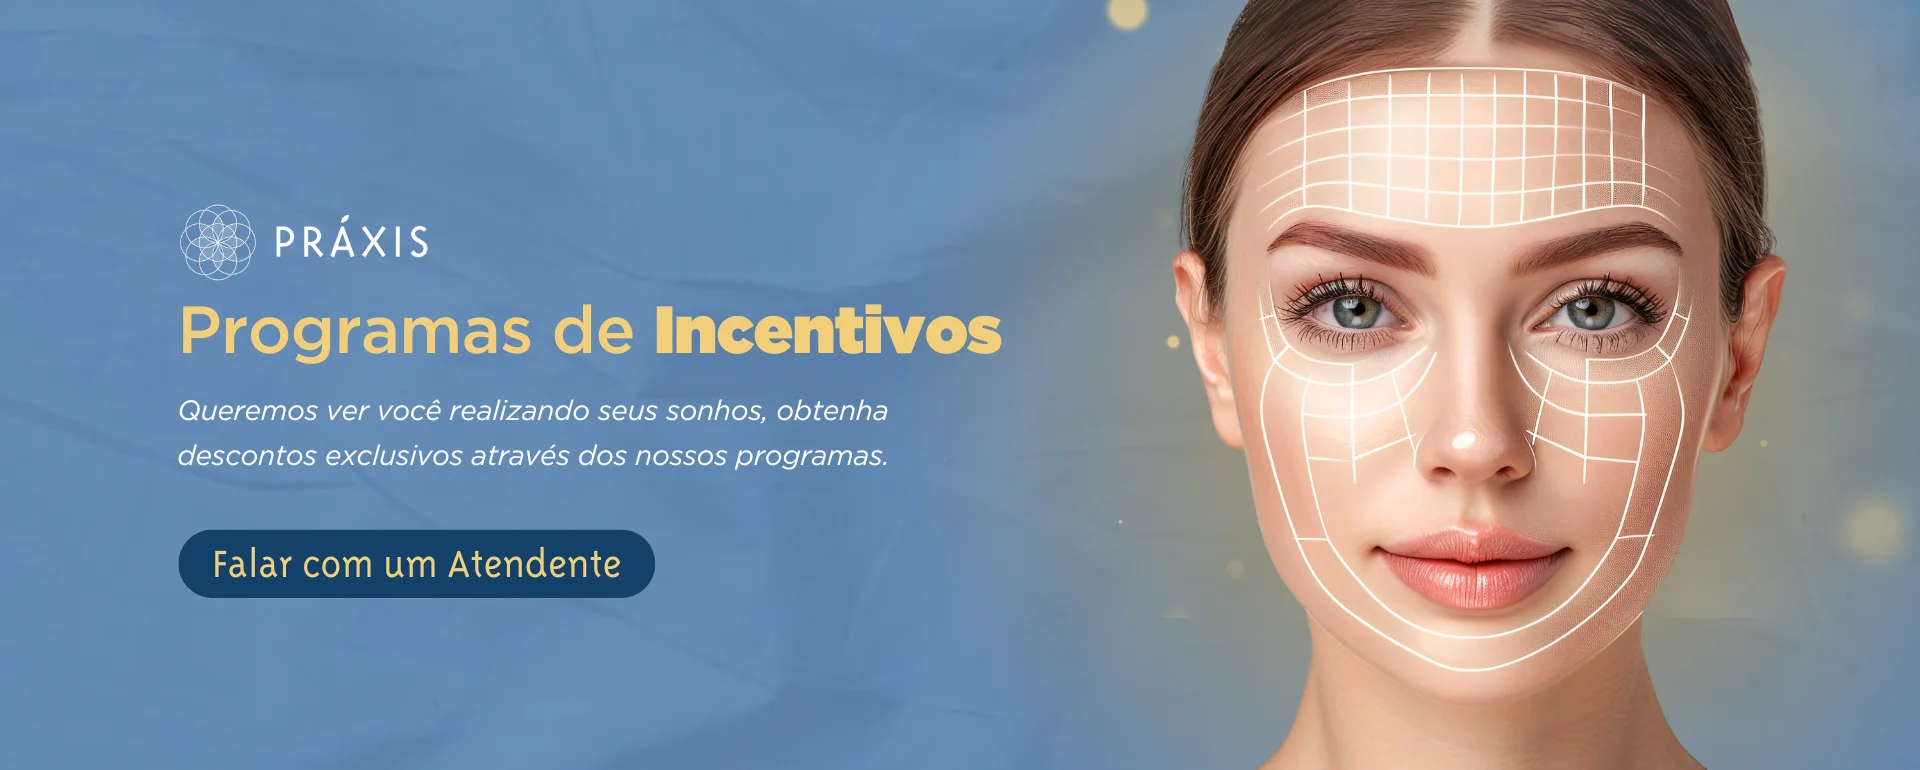 PRÁXIS
Programas de Incentivos
Queremos ver você realizando seus sonhos, obtenha
descontos exclusivos através dos nossos programas.
Falar com um Atendente